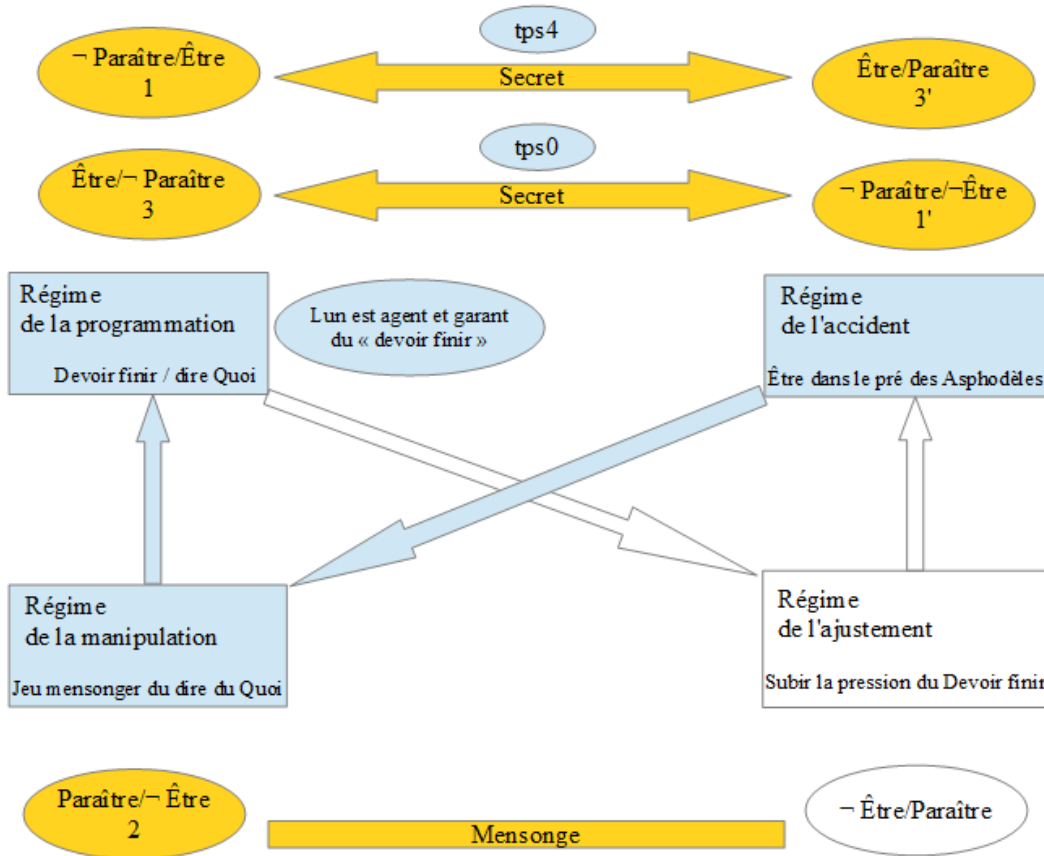 tps4
¬ Paraître/Être
1
Secret
Être/Paraître
3'
tps0
Être/¬ Paraître
3
Secret
¬ Paraître/¬Être
1'
Régime
de la programmation
Devoir finir / dire Quoi
Lun est agent et garant
du « devoir finir »
Régime
de l'accident
Être dans le pré des Asphodèles
Régime
de la manipulation
Jeu mensonger du dire du Quoi
Régime
de l'ajustement
Subir la pression du Devoir finir
Paraître/¬ Être
2
Mensonge
¬ Être/Paraître